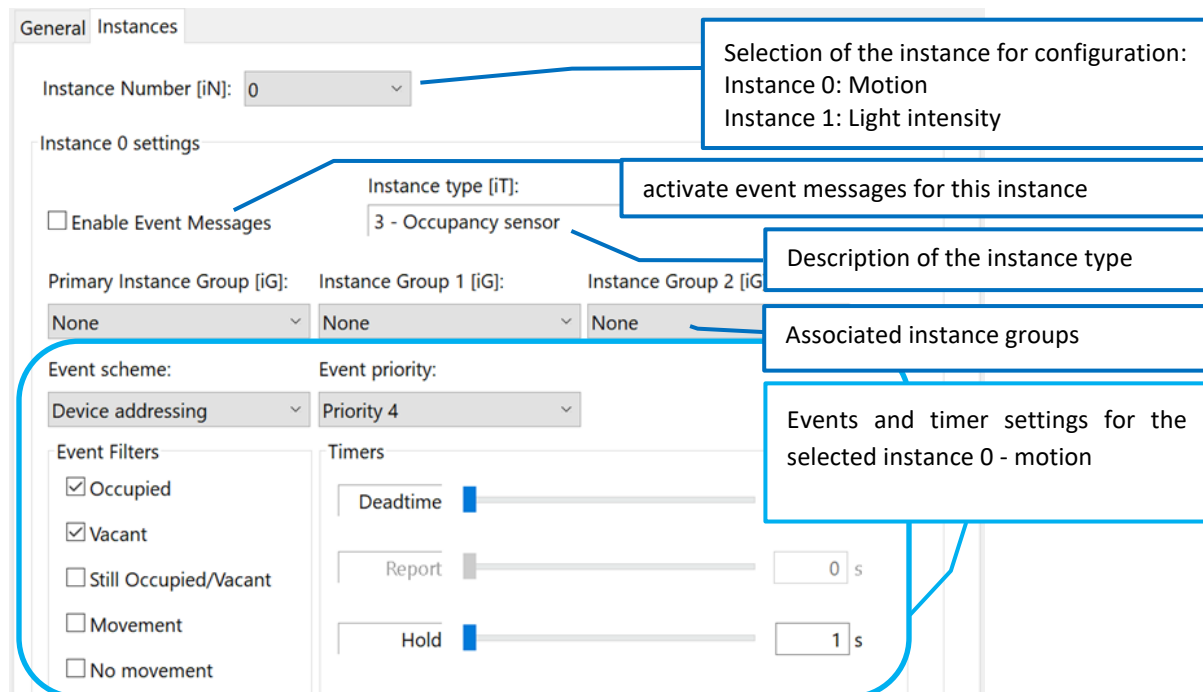 General Instances
Selection of the instance for configuration:
Instance 0: Motion
Instance 1: Light intensity
Instance Number [iN]: 0
Instance 0 settings
Instance type [iT]:
activate event messages for this instance
Enable Event Messages
3 - Occupancy sensor
Description of the instance type
Primary Instance Group [iG]: Instance Group 1 [iG]: Instance Group 2 [iG
None None None
Associated instance groups
Event scheme: Event priority:
Device addressing Priority 4
Events and timer settings for the
selected instance 0 - motion
Event Filters Timers
Occupied
Deadtime
Vacant
Still Occupied/Vacant
Report 0 s
Movement
Hold 1 s
No movement